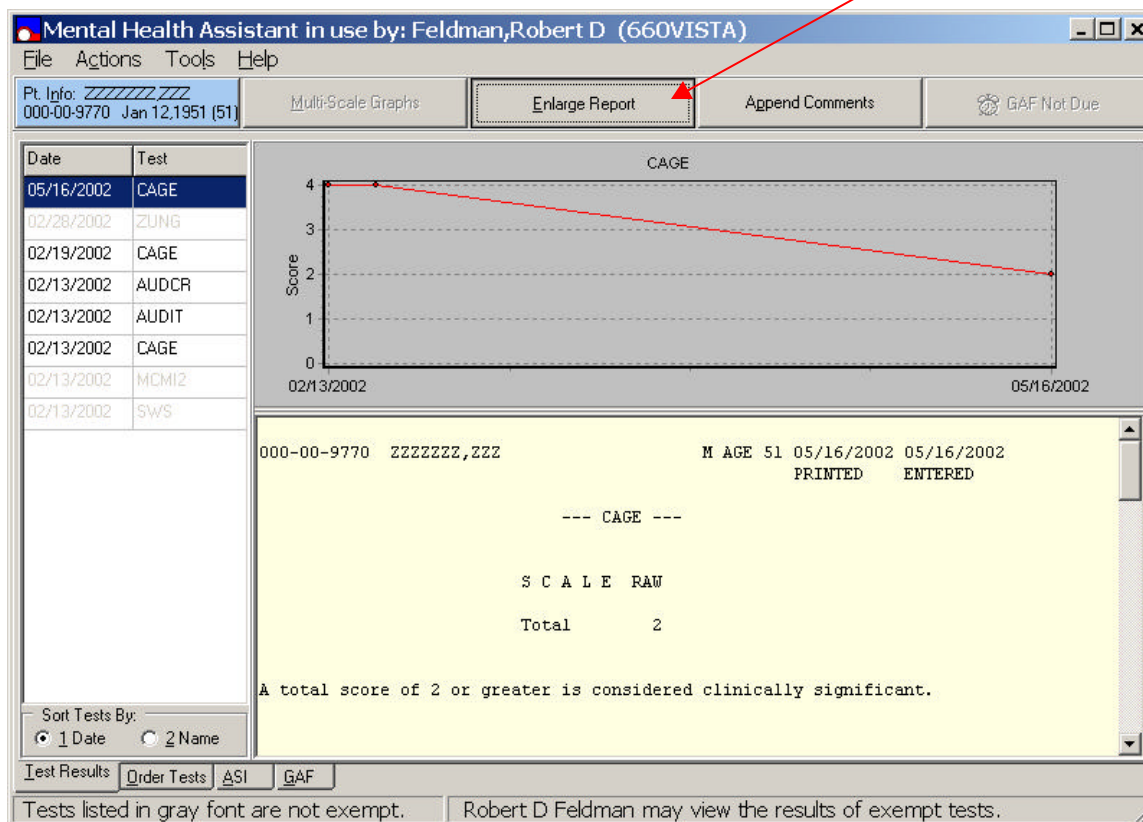 Mental Health Assistant in use by: Feldman,Robert D (660VISTA)
File Actions Tools Help
Pt. Info: ZZZZZZZ,ZZZ
000-00-9770 Jan 12,1951 (51)
Multi-Scale Graphs
Enlarge Report
Append Comments
GAF Not Due
Date Test
05/16/2002 CAGE
02/28/2002 ZUNG
02/19/2002 CAGE
02/13/2002 AUDCR
02/13/2002 AUDIT
02/13/2002 CAGE
02/13/2002 MCMI2
02/13/2002 SWS
Sort Tests By:
1 Date 2 Name
CAGE
Score
4
3
2
1
0
02/13/2002 05/16/2002
000-00-9770 ZZZZZZZ,ZZZ M AGE 51 05/16/2002 05/16/2002
PRINTED ENTERED
--- CAGE ---
S C A L E RAW
Total 2
A total score of 2 or greater is considered clinically significant.
Test Results Order Tests ASI GAF
Tests listed in gray font are not exempt. Robert D Feldman may view the results of exempt tests.